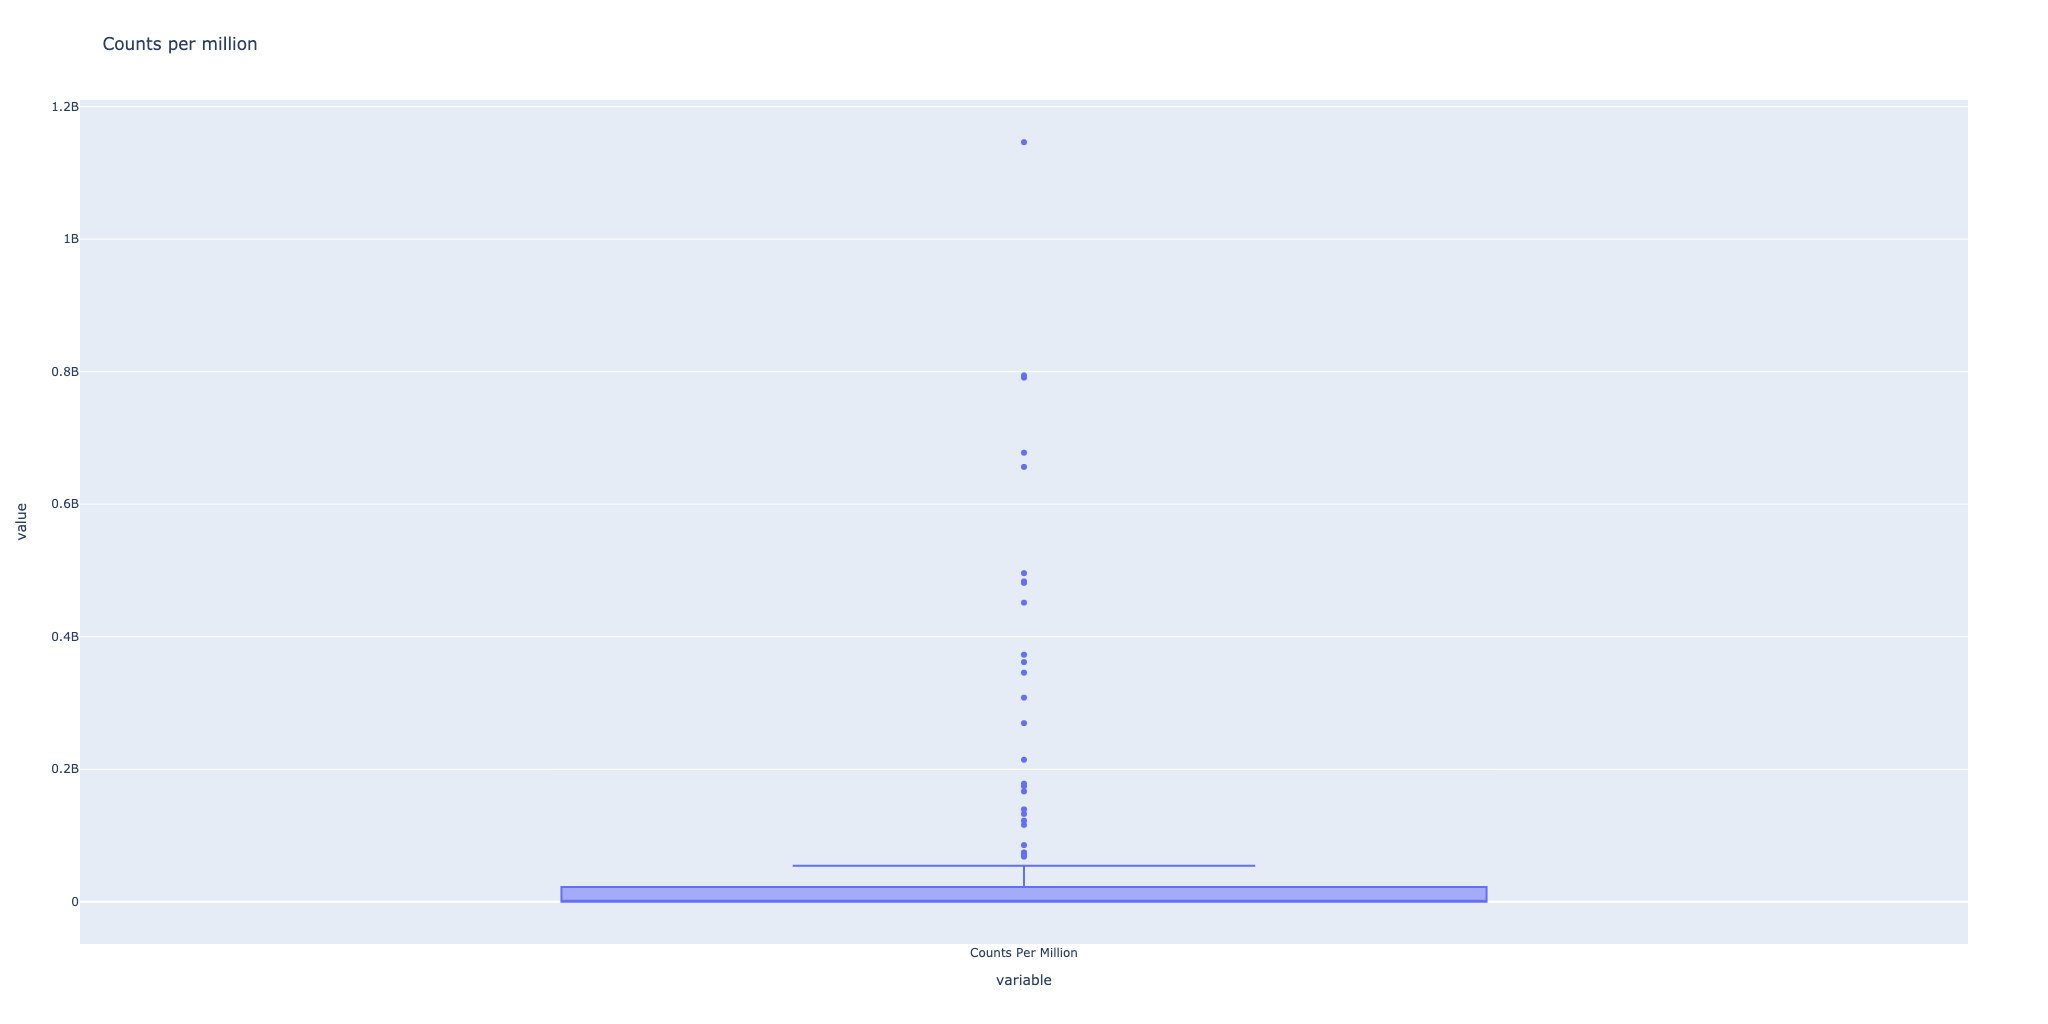 Counts per million
1.2B
1B
0.8B
0.6B
0.4B
0.2B
0
value
Counts Per Million
variable